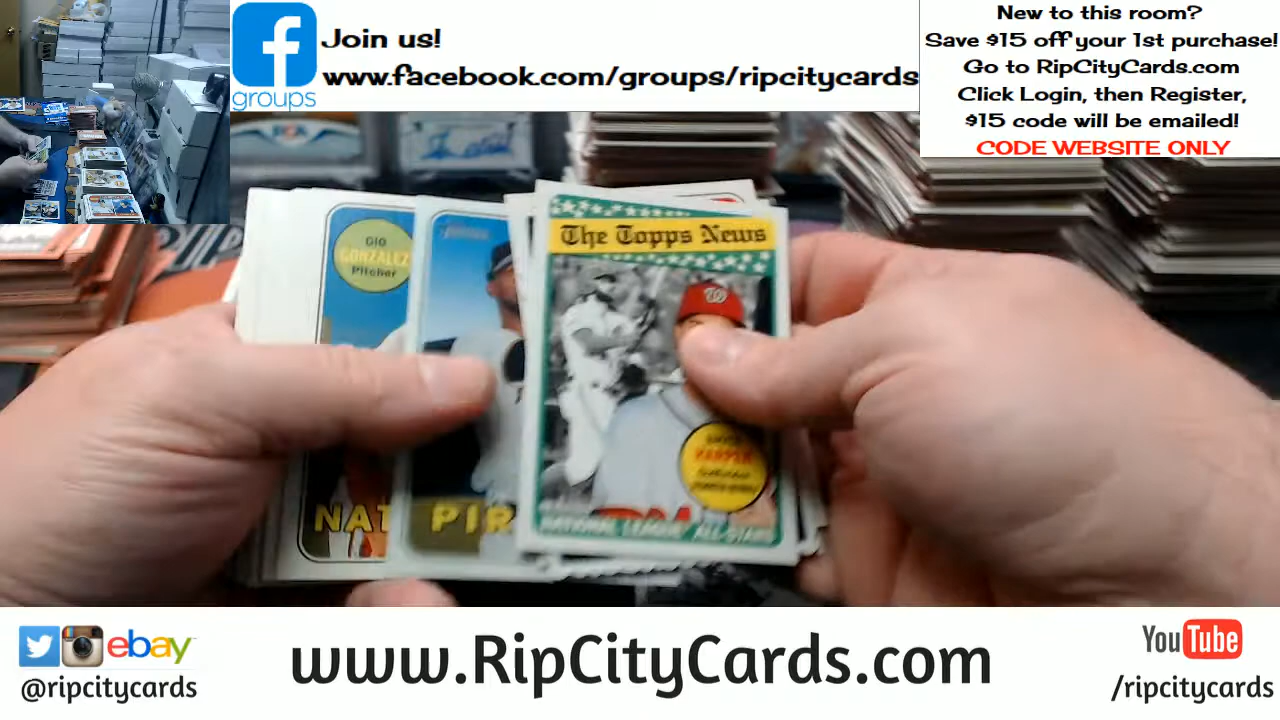 Join us!
www.facebook.com/groups/ripcitycards
groups
New to this room?
Save $15 off your 1st purchase!
Go to RipCityCards.com
Click Login, then Register,
$15 code will be emailed!
CODE WEBSITE ONLY
GIO
GONZALEZ
Pitcher
NAT
PIR
The Topps News
W
HARPER
NATIONAL LEAGUE ALL-STARS
ebay
@ripcitycards
www.RipCityCards.com
YouTube
/ripcitycards